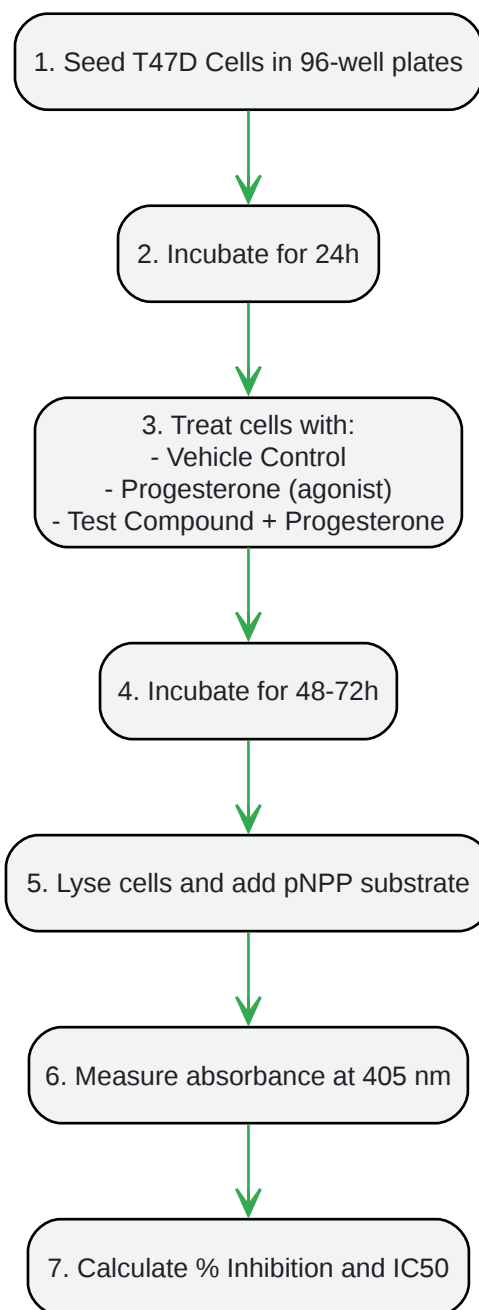 1. Seed T47D Cells in 96-well plates
2. Incubate for 24h
3. Treat cells with:
- Vehicle Control
- Progesterone (agonist)
- Test Compound + Progesterone
4. Incubate for 48-72h
5. Lyse cells and add pNPP substrate
6. Measure absorbance at 405 nm
7. Calculate % Inhibition and IC50